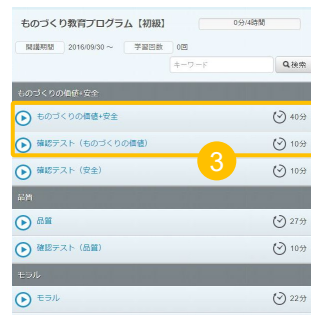 ものづくり教育プログラム【初級】 0分/4時間
開講期間 2016/09/30～ 学習回数 0回
キーワード 検索
ものづくりの価値+安全
ものづくりの価値+安全 40分
確認テスト（ものづくりの価値） 10分
3
確認テスト（安全） 10分
品質
品質 27分
確認テスト（品質） 10分
モラル
モラル 22分